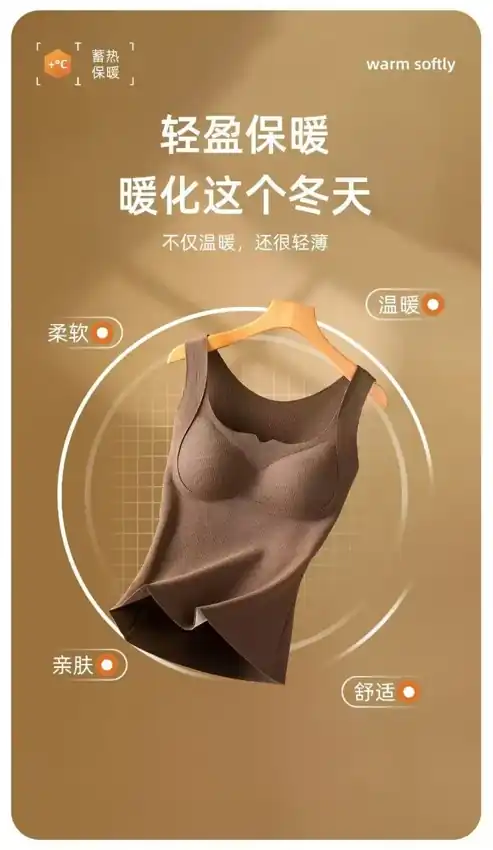 +°C
蓄热
保暖
warm softly
轻盈保暖
暖化这个冬天
不仅温暖，还很轻薄
温暖
柔软
亲肤
舒适